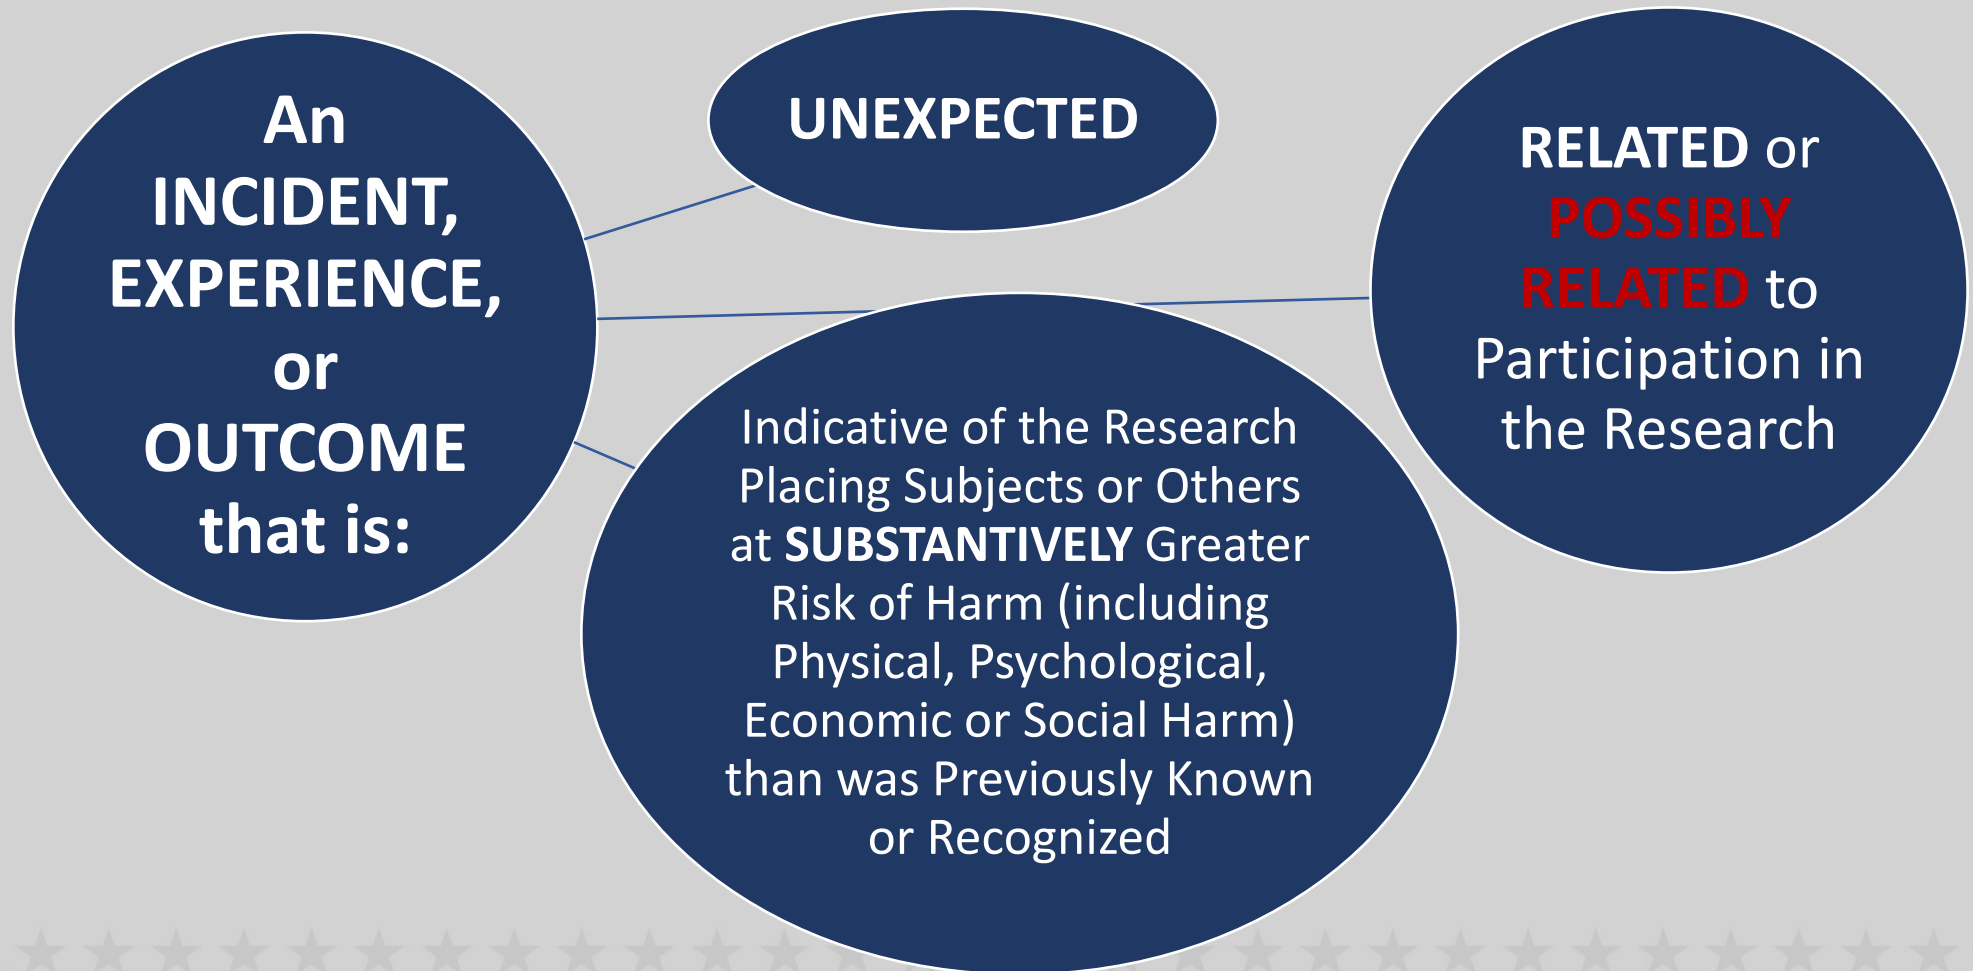 An
INCIDENT,
EXPERIENCE,
or
OUTCOME
that is:
UNEXPECTED
RELATED or
POSSIBLY
RELATED to
Participation in
the Research
Indicative of the Research
Placing Subjects or Others
at SUBSTANTIVELY Greater
Risk of Harm (including
Physical, Psychological,
Economic or Social Harm)
than was Previously Known
or Recognized